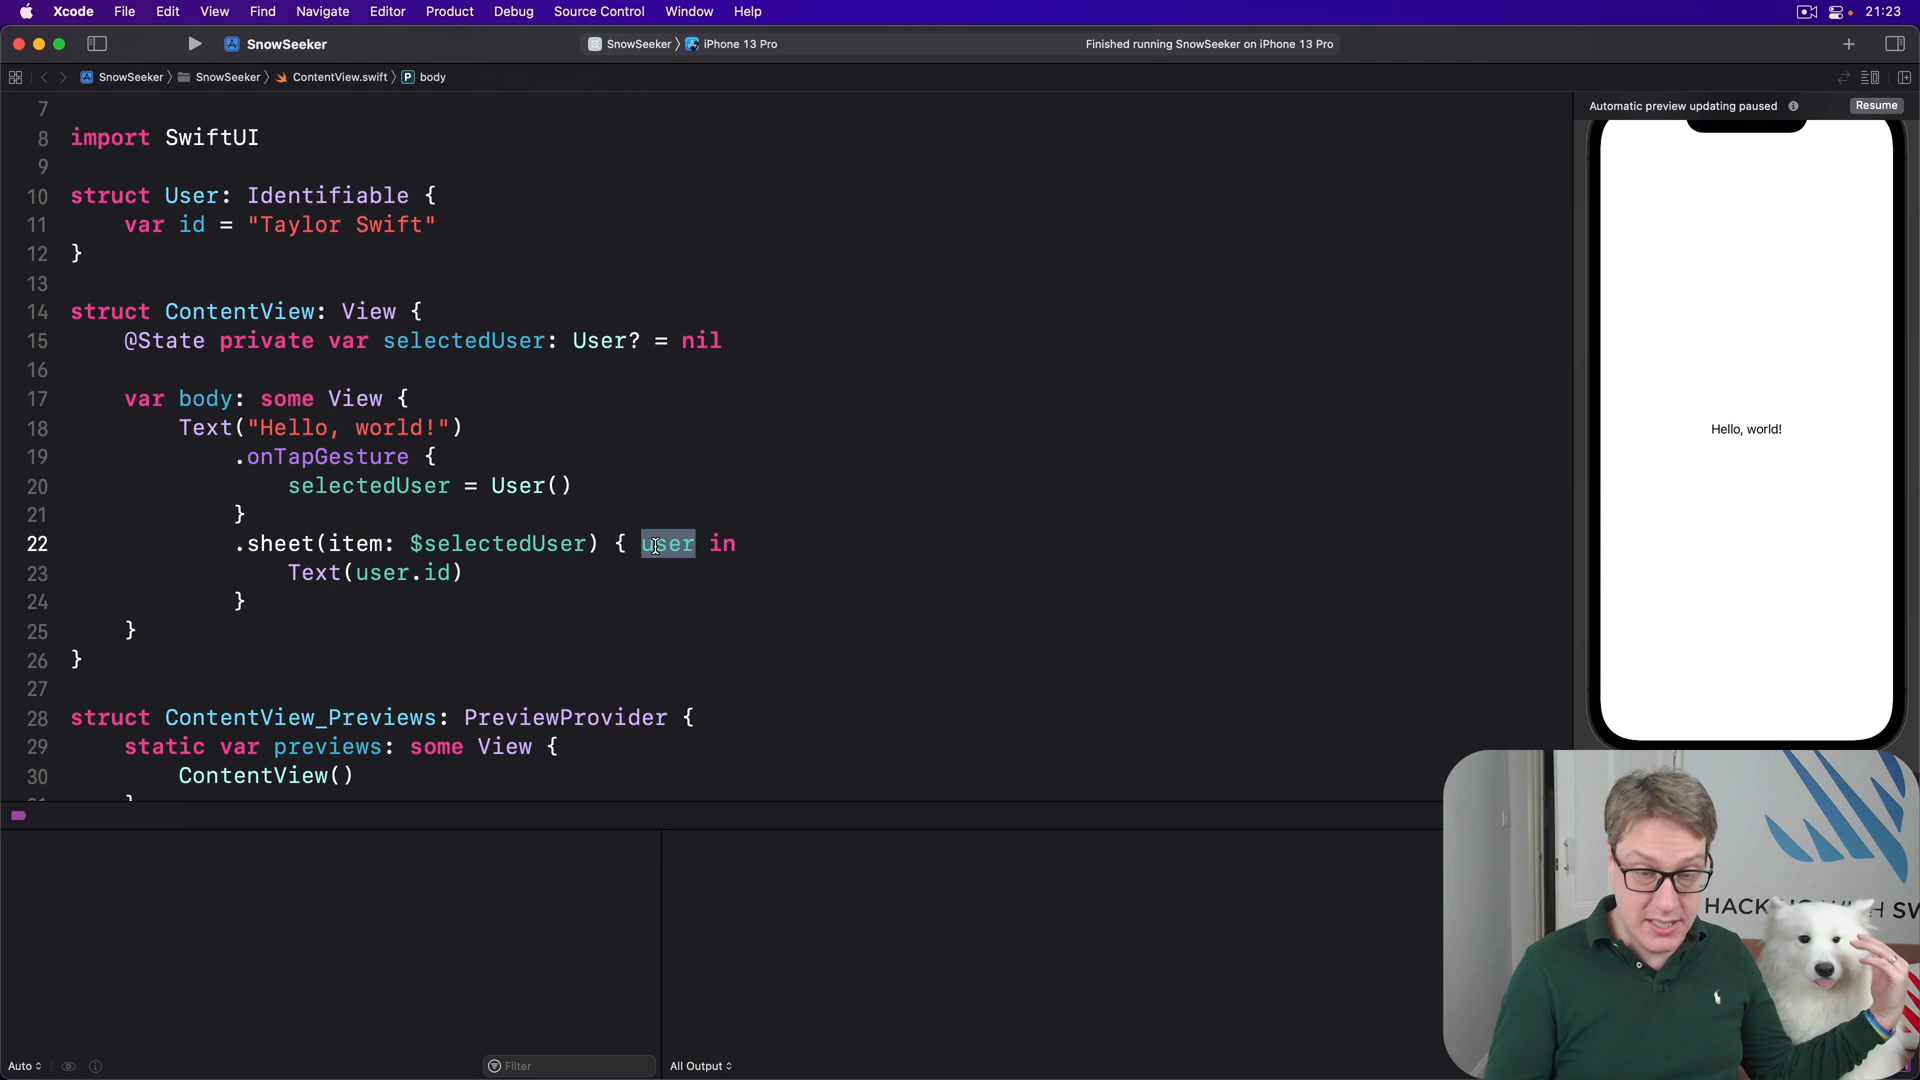 Xcode File Edit View Find Navigate Editor Product Debug Source Control Window Help 21:23
SnowSeeker SnowSeeker iPhone 13 Pro Finished running SnowSeeker on iPhone 13 Pro
SnowSeeker SnowSeeker ContentView.swift P body
Automatic preview updating paused Resume
7
8 import SwiftUI
9
10 struct User: Identifiable {
11 var id = "Taylor Swift"
12 }
13
14 struct ContentView: View {
15 @State private var selectedUser: User? = nil
16
17 var body: some View {
18 Text("Hello, world!")
19 .onTapGesture {
20 selectedUser = User()
21 }
22 .sheet(item: $selectedUser) { user in
23 Text(user.id)
24 }
25 }
26 }
27
28 struct ContentView_Previews: PreviewProvider {
29 static var previews: some View {
30 ContentView()
}
Hello, world!
HACK
SW
Auto Filter All Output